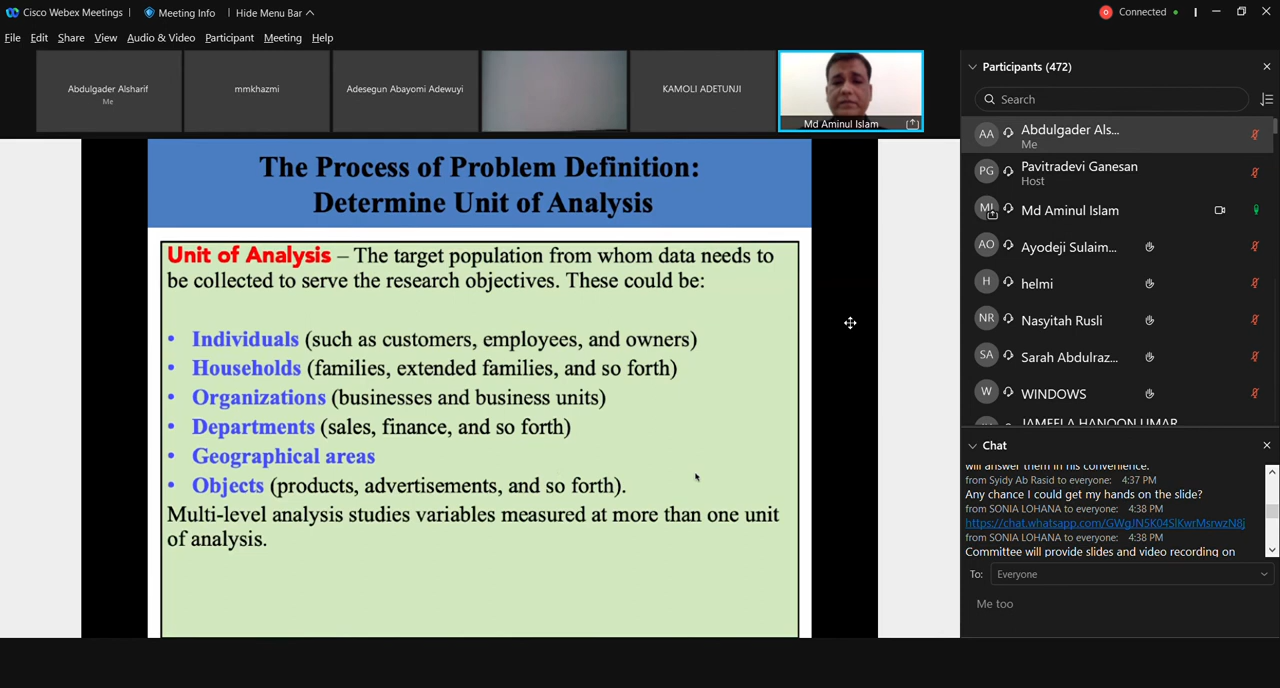 Cisco Webex Meetings
Meeting Info
Hide Menu Bar
Connected
File Edit Share View Audio & Video Participant Meeting Help
Abdulgader Alsharif
Me
mmkhazmi
Adesegun Abayomi Adewuyi
KAMOLI ADETUNJI
Md Aminul Islam
The Process of Problem Definition:
Determine Unit of Analysis
Unit of Analysis – The target population from whom data needs to
be collected to serve the research objectives. These could be:
• Individuals (such as customers, employees, and owners)
• Households (families, extended families, and so forth)
• Organizations (businesses and business units)
• Departments (sales, finance, and so forth)
• Geographical areas
• Objects (products, advertisements, and so forth).
Multi-level analysis studies variables measured at more than one unit
of analysis.
Participants (472)
Search
AA Abdulgader Als...
Me
PG Pavitradevi Ganesan
Host
MI Md Aminul Islam
AO Ayodeji Sulaim...
H helmi
NR Nasyitah Rusli
SA Sarah Abdulraz...
W WINDOWS
JAMEELA HANOON UMAR
Chat
will answer them in his convenience.
from Syidy Ab Rasid to everyone: 4:37 PM
Any chance I could get my hands on the slide?
from SONIA LOHANA to everyone: 4:38 PM
from SONIA LOHANA to everyone: 4:38 PM
Committee will provide slides and video recording on
To: Everyone
Me too